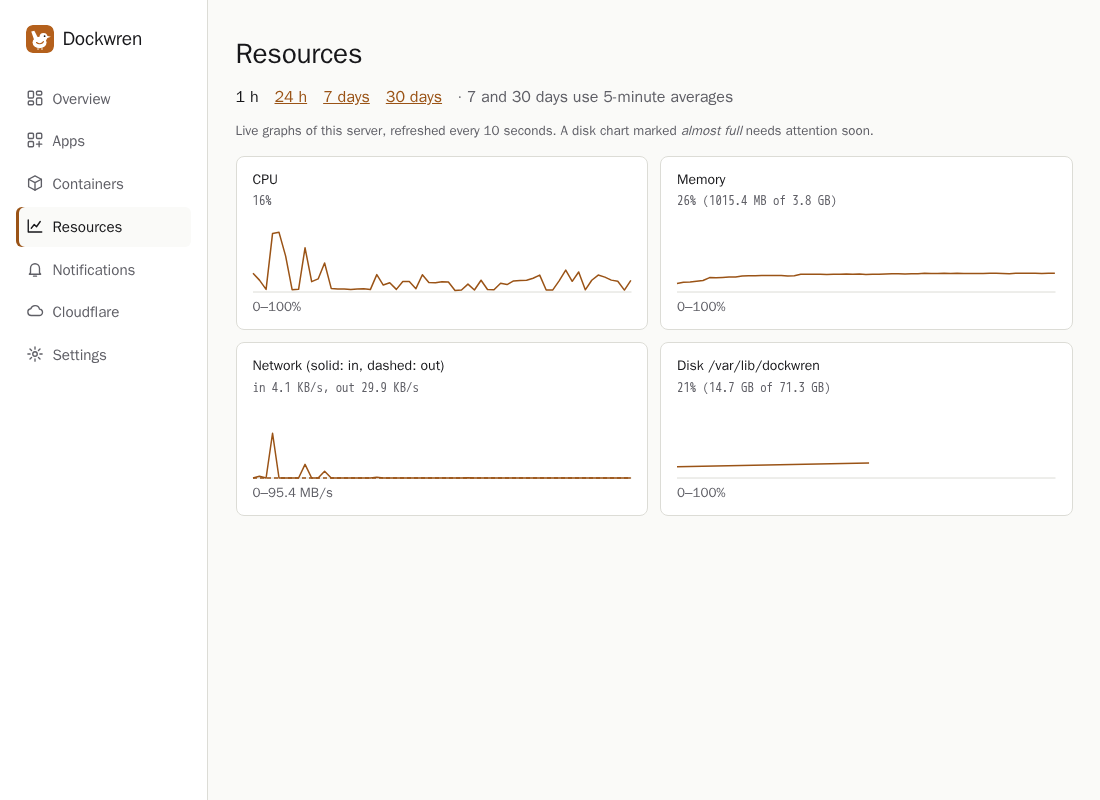 Dockwren
Overview
Apps
Containers
Resources
Notifications
Cloudflare
Settings
Resources
1 h 24 h 7 days 30 days · 7 and 30 days use 5-minute averages
Live graphs of this server, refreshed every 10 seconds. A disk chart marked almost full needs attention soon.
CPU
16%
0–100%
Memory
26% (1015.4 MB of 3.8 GB)
0–100%
Network (solid: in, dashed: out)
in 4.1 KB/s, out 29.9 KB/s
0–95.4 MB/s
Disk /var/lib/dockwren
21% (14.7 GB of 71.3 GB)
0–100%